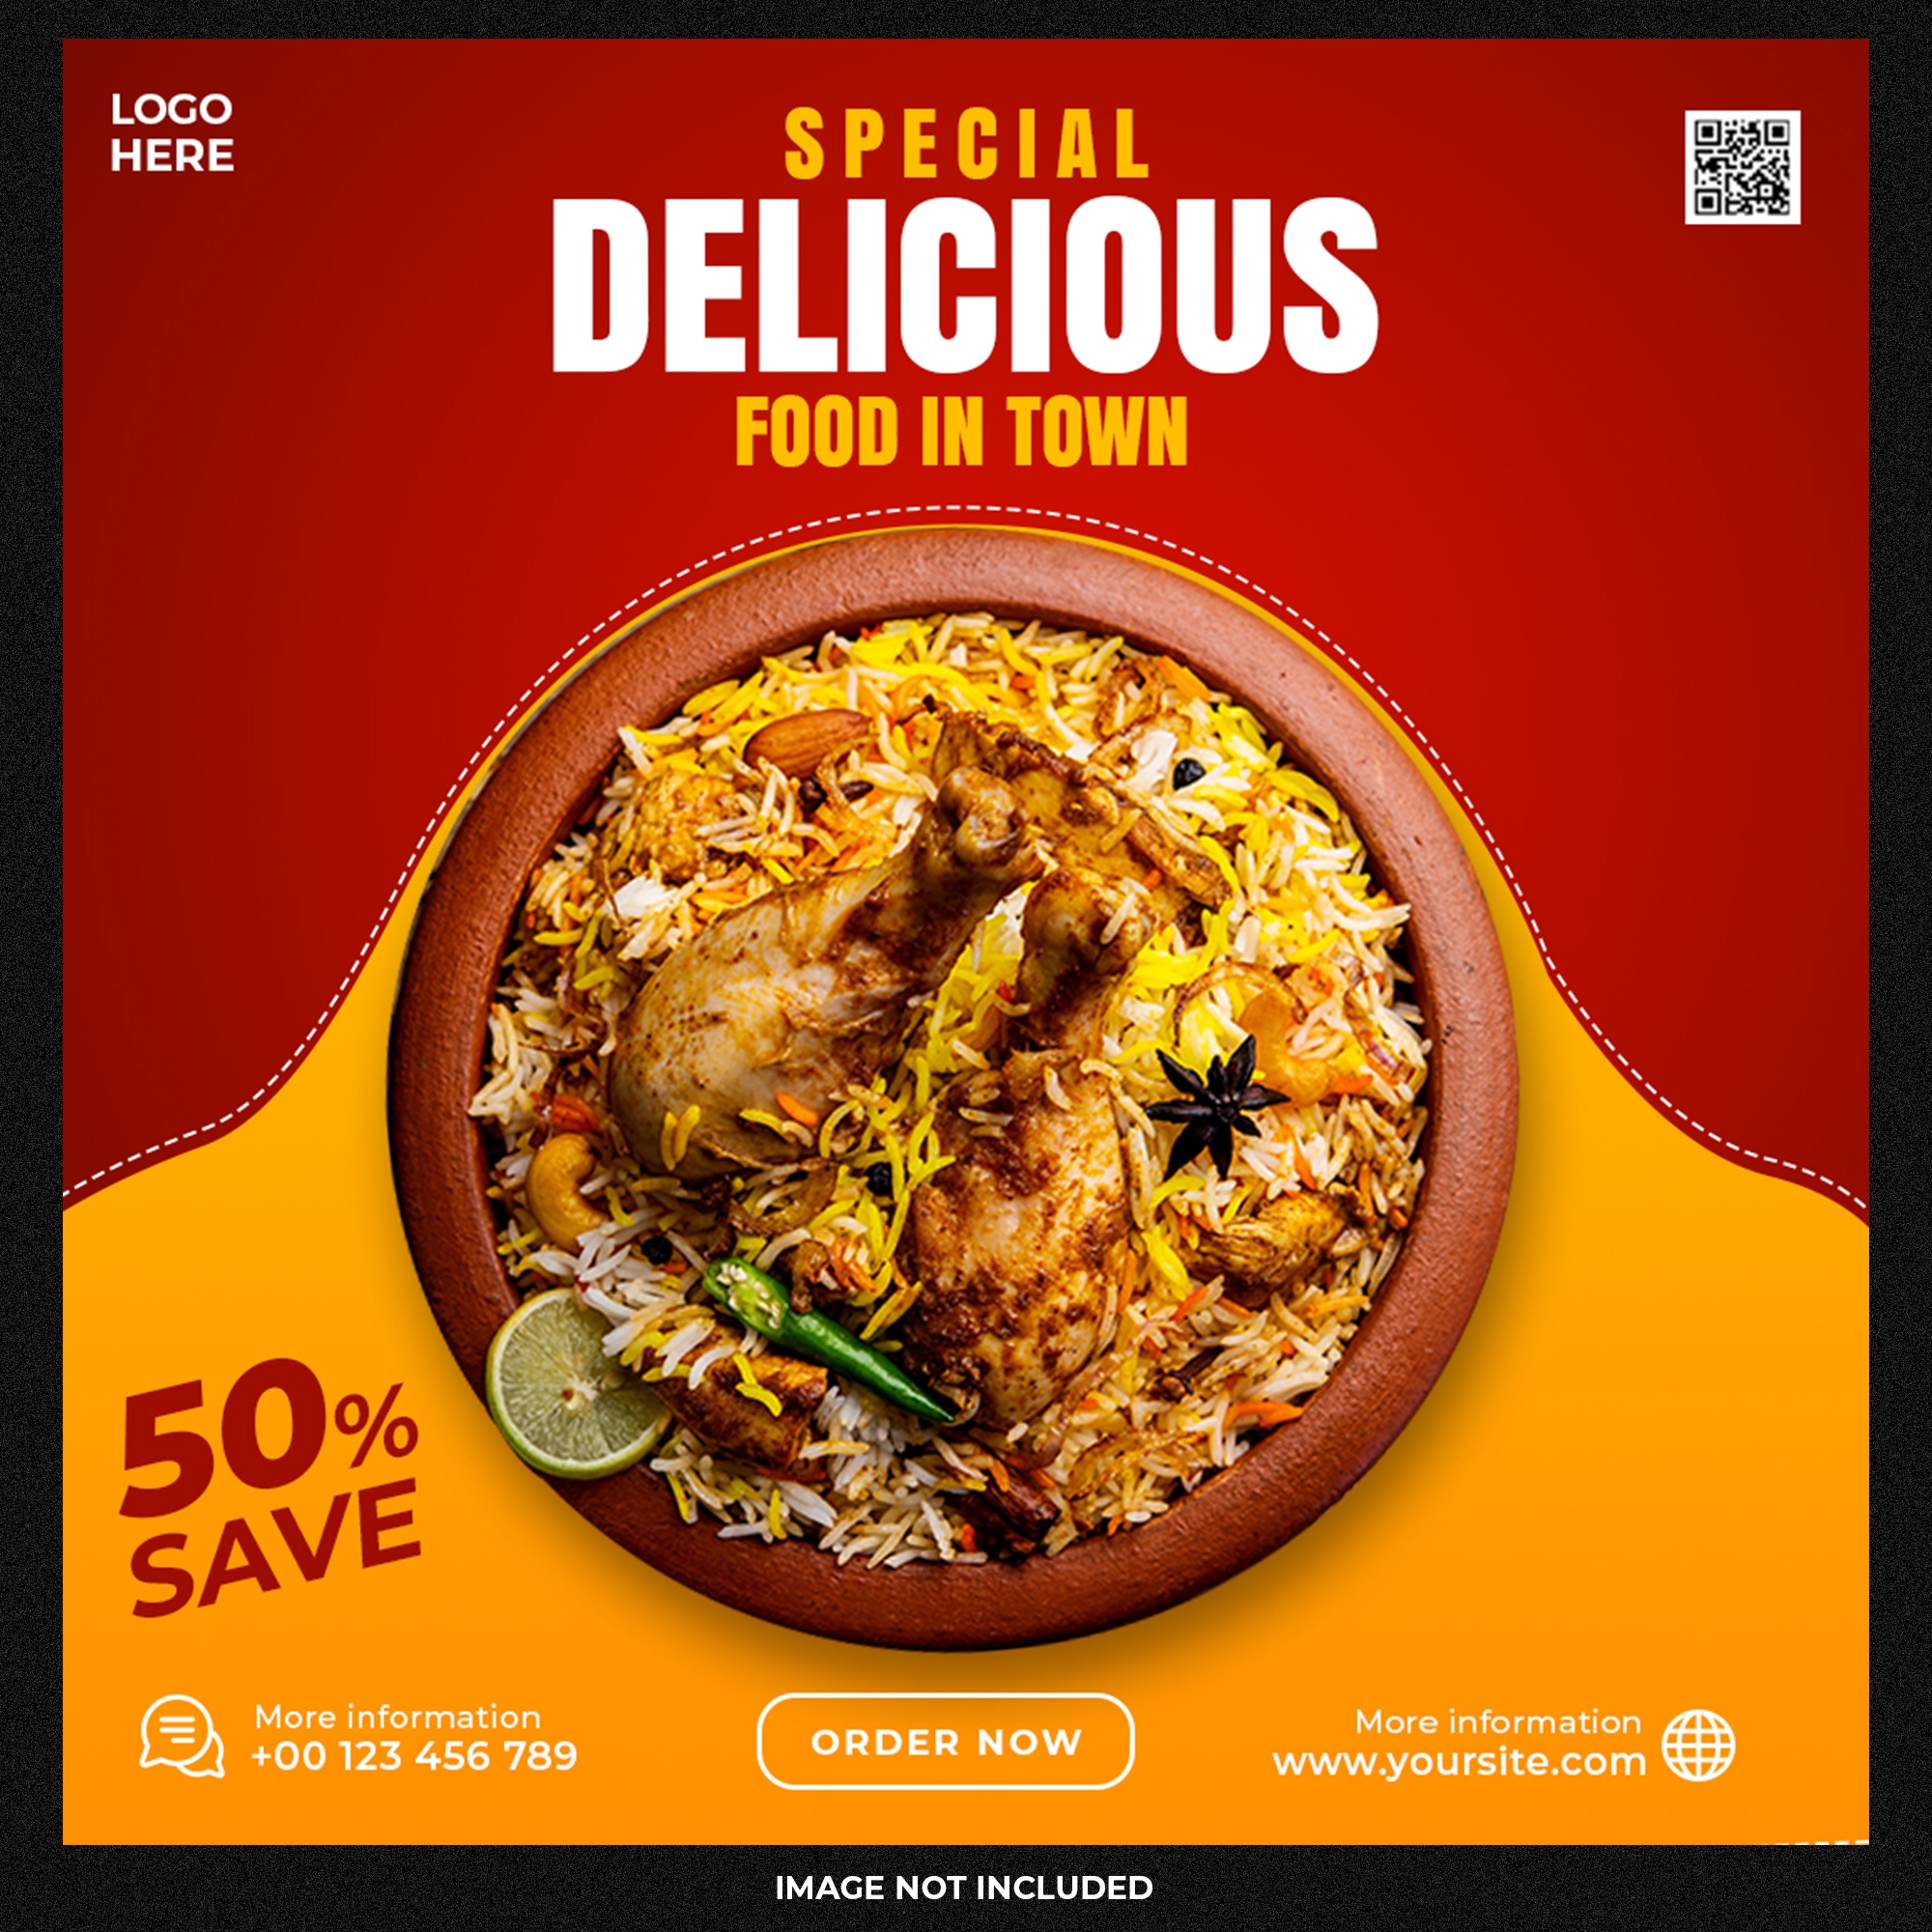 LOGO
HERE
SPECIAL
DELICIOUS
FOOD IN TOWN
50%
SAVE
More information
+00 123 456 789
ORDER NOW
More information
www.yoursite.com
IMAGE NOT INCLUDED